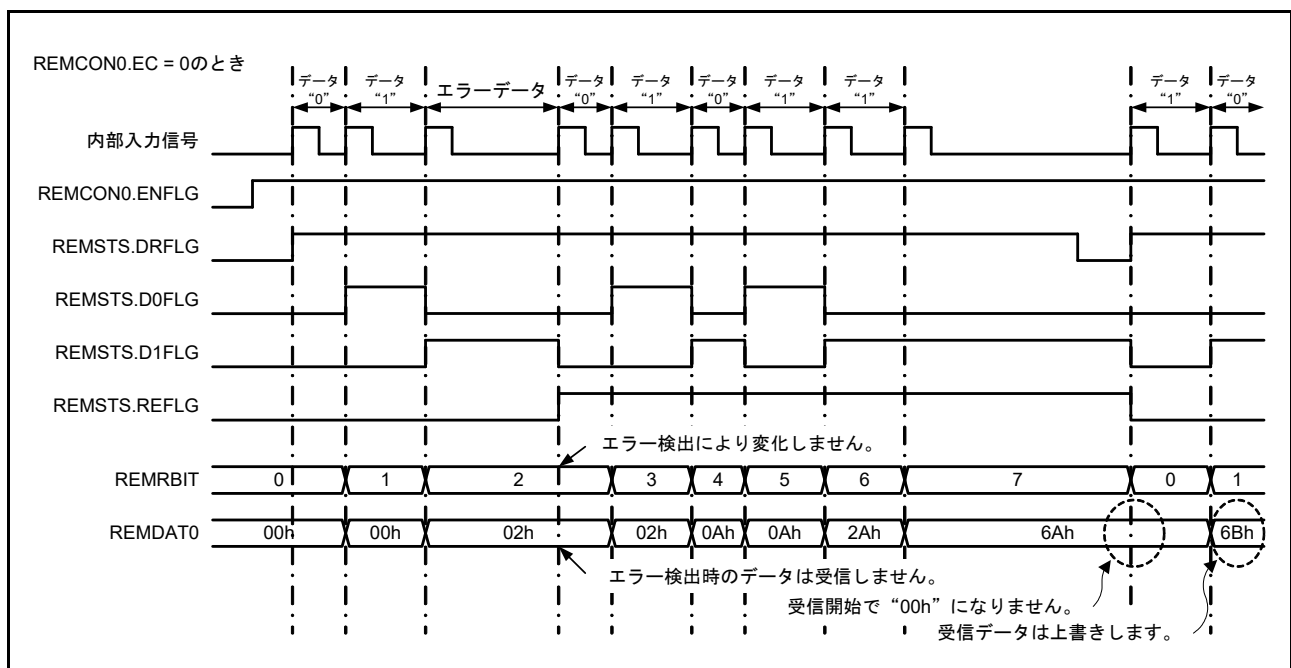 REMCON0.EC = 0のとき
データ “0”
データ “1”
エラーデータ
データ “0”
データ “1”
データ “0”
データ “1”
データ “1”
データ “1”
データ “0”
内部入力信号
REMCON0.ENFLG
REMSTS.DRFLG
REMSTS.D0FLG
REMSTS.D1FLG
REMSTS.REFLG
エラー検出により変化しません。
REMRBIT 0 1 2 3 4 5 6 7 0 1
REMDAT0 00h 00h 02h 02h 0Ah 0Ah 2Ah 6Ah 6Bh
エラー検出時のデータは受信しません。
受信開始で“00h”になりません。
受信データは上書きします。